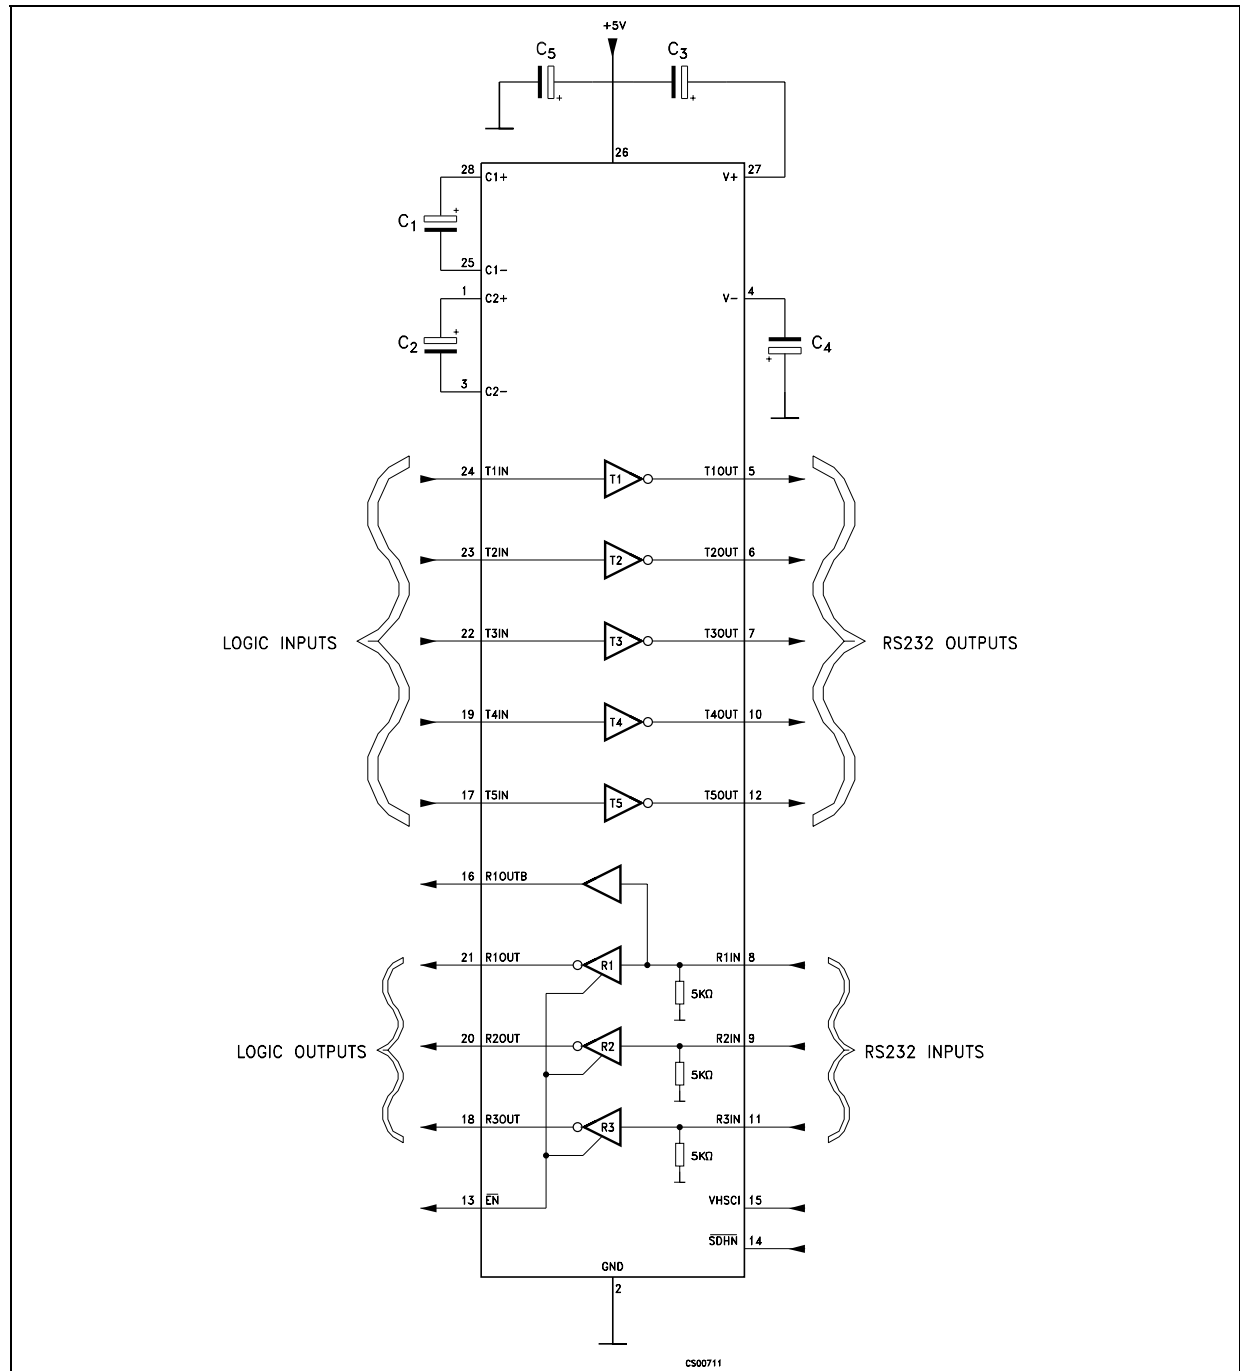 +5V
C5
C3
26
28
C1+
V+
27
C1
25
C1-
1
C2+
V-
4
C2
C4
3
C2-
24
T1IN
T1
T1OUT
5
23
T2IN
T2
T2OUT
6
LOGIC INPUTS
22
T3IN
T3
T3OUT
7
RS232 OUTPUTS
19
T4IN
T4
T4OUT
10
17
T5IN
T5
T5OUT
12
16
R1OUTB
21
R1OUT
R1
R1IN
8
5KΩ
LOGIC OUTPUTS
20
R2OUT
R2
R2IN
9
RS232 INPUTS
5KΩ
18
R3OUT
R3
R3IN
11
5KΩ
13
EN
VHSCI
15
SDHN
14
GND
2
CS00711